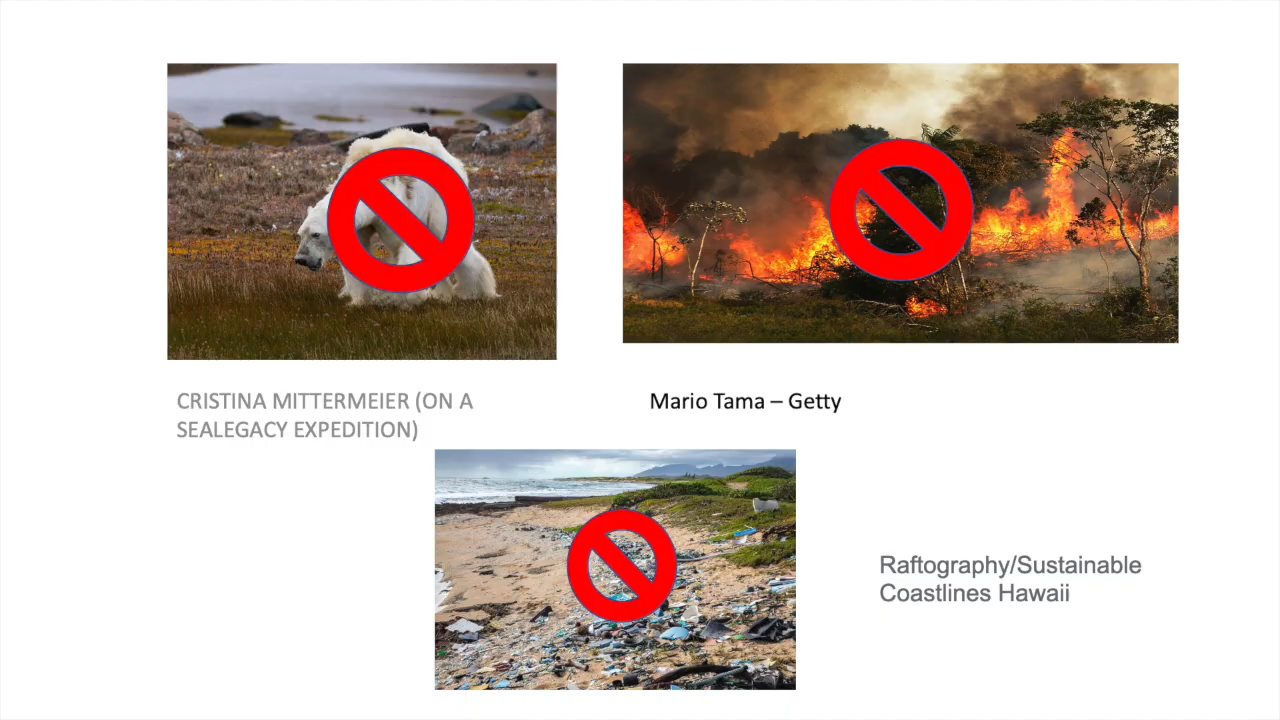 CRISTINA MITTERMEIER (ON A
SEALEGACY EXPEDITION)
Mario Tama – Getty
Raftography/Sustainable
Coastlines Hawaii